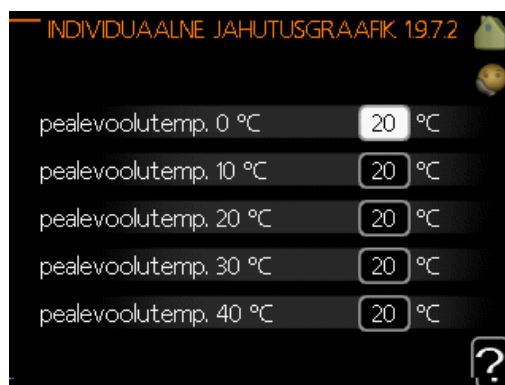 INDIVIDUAALNE JAHUTUSGRAAFIK 1.9.7.2
pealevoolutemp. 0 °C 20 °C
pealevoolutemp. 10 °C 20 °C
pealevoolutemp. 20 °C 20 °C
pealevoolutemp. 30 °C 20 °C
pealevoolutemp. 40 °C 20 °C
?